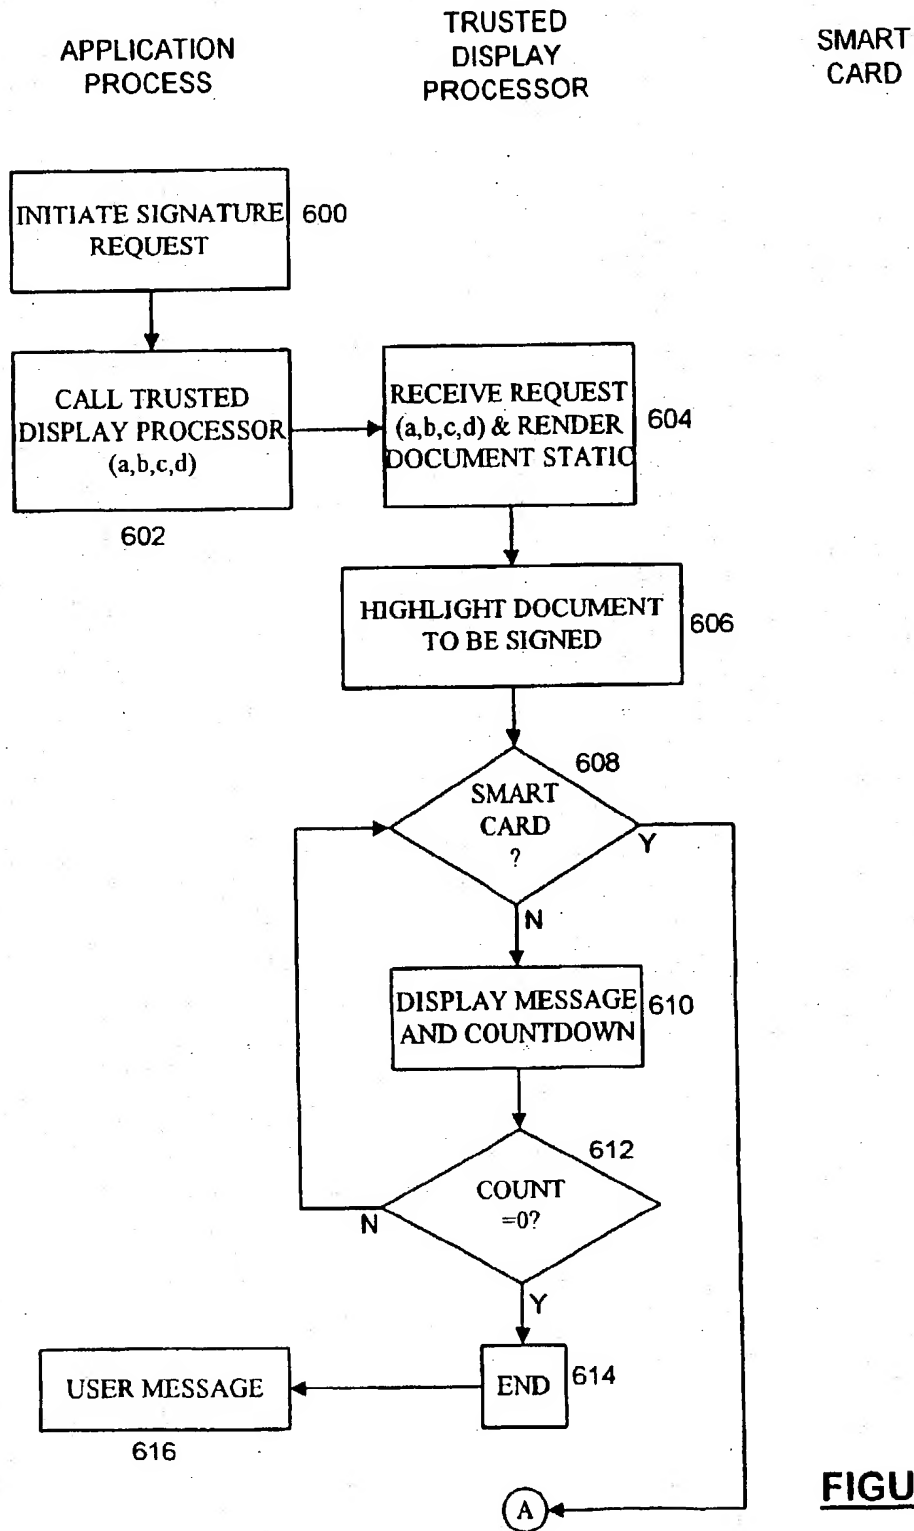 APPLICATION
PROCESS
TRUSTED
DISPLAY
PROCESSOR
SMART
CARD
INITIATE SIGNATURE
REQUEST
600
CALL TRUSTED
DISPLAY PROCESSOR
(a,b,c,d)
602
RECEIVE REQUEST
(a,b,c,d) & RENDER
DOCUMENT STATIC
604
HIGHLIGHT DOCUMENT
TO BE SIGNED
606
608
SMART
CARD
?
Y
N
DISPLAY MESSAGE
AND COUNTDOWN
610
612
COUNT
=0?
N
Y
END
614
USER MESSAGE
616
A
FIGU